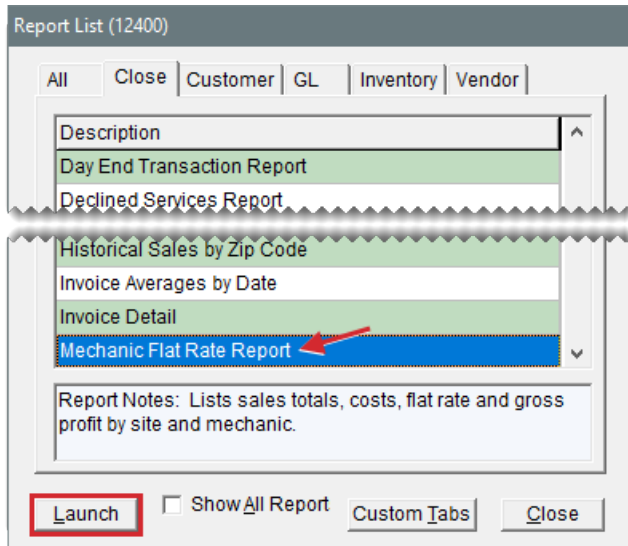 Report List (12400)
All Close Customer GL Inventory Vendor
Description
Day End Transaction Report
Declined Services Report
Historical Sales by Zip Code
Invoice Averages by Date
Invoice Detail
Mechanic Flat Rate Report
Report Notes: Lists sales totals, costs, flat rate and gross
profit by site and mechanic.
Launch Show All Report Custom Tabs Close